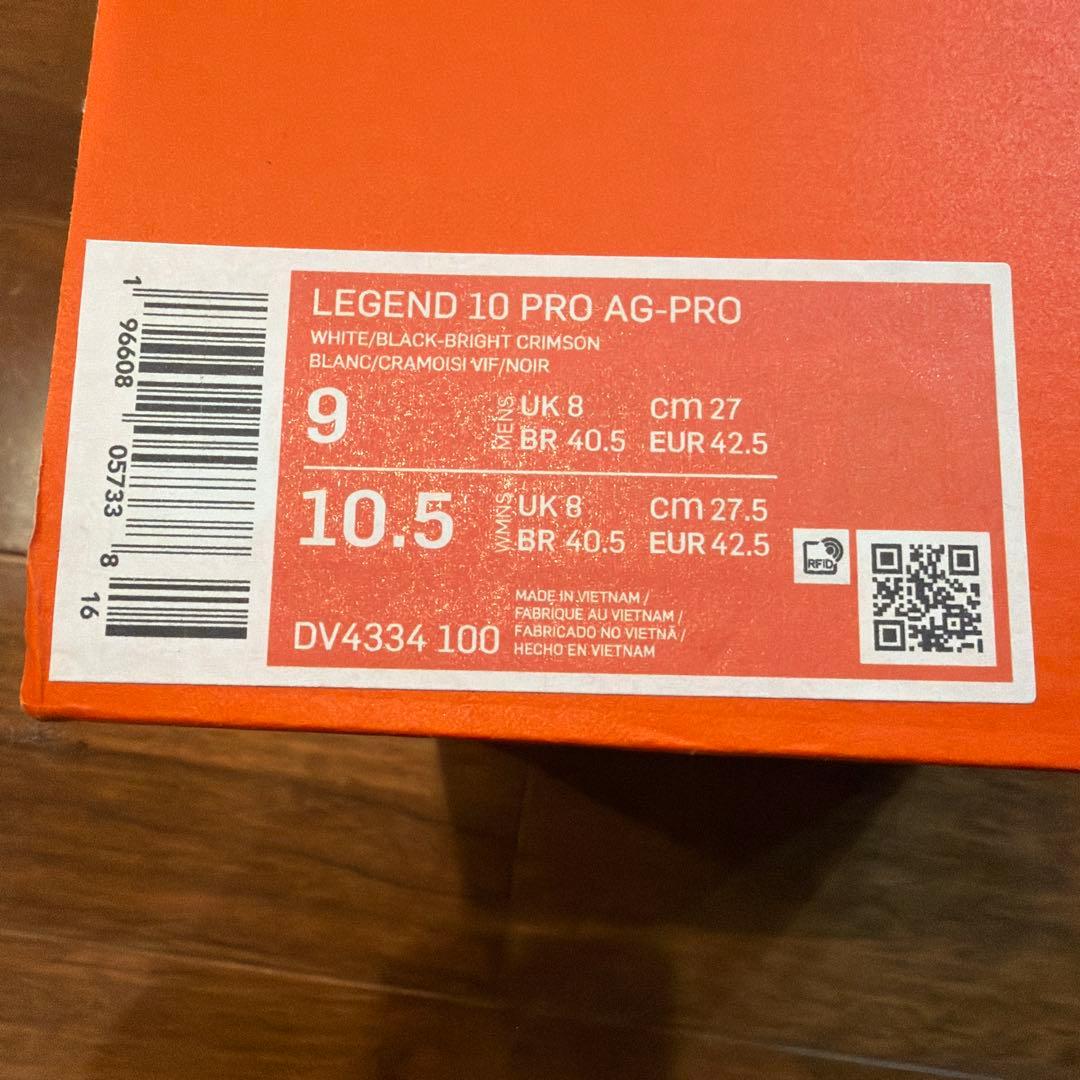 1 96608 05733 8 16
LEGEND 10 PRO AG-PRO
WHITE/BLACK-BRIGHT CRIMSON
BLANC/CRAMOISI VIF/NOIR
9 MENS UK 8 cm 27
BR 40.5 EUR 42.5
10.5 WMNS UK 8 cm 27.5
BR 40.5 EUR 42.5
RFID
MADE IN VIETNAM /
FABRIQUE AU VIETNAM /
FABRICADO NO VIETNÃ /
HECHO EN VIETNAM
DV4334 100